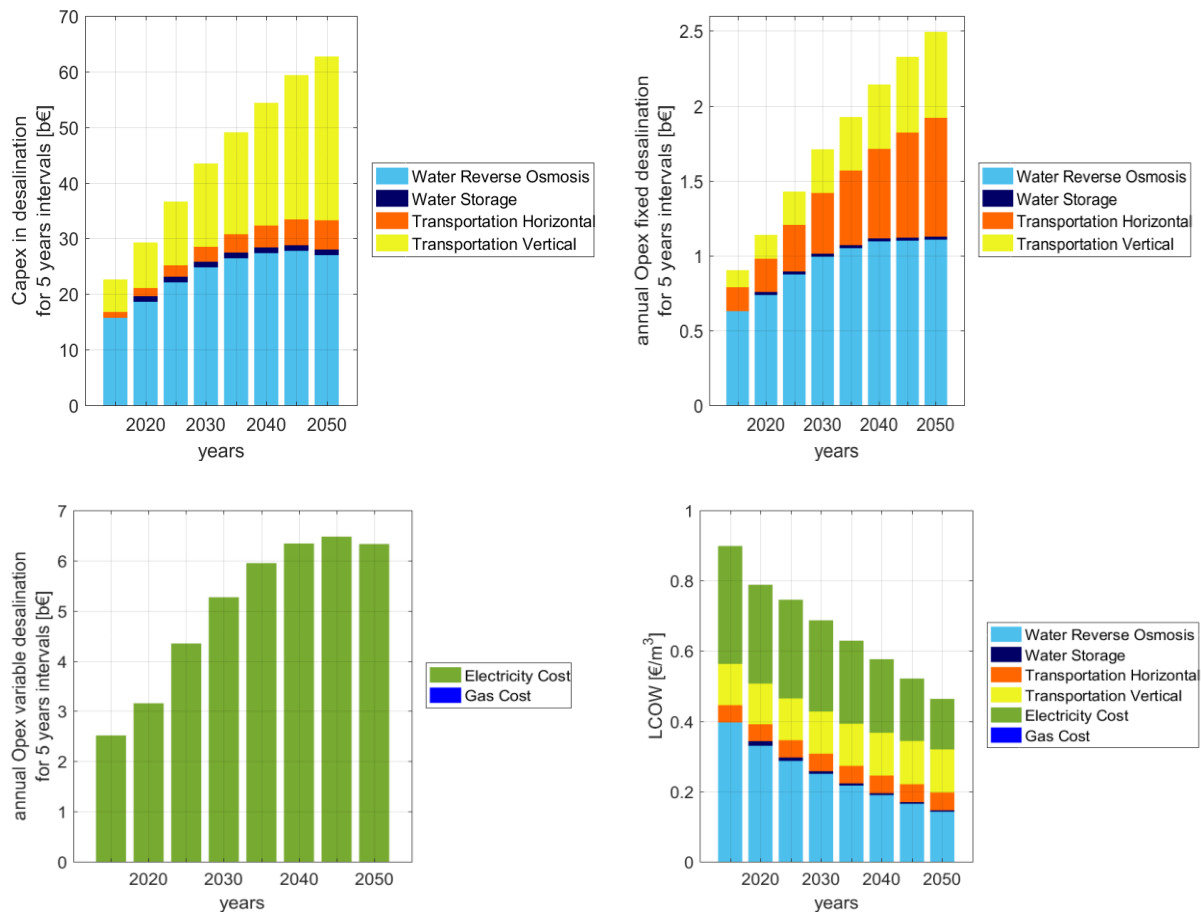 Capex in desalination
for 5 years intervals [b€]
70
60
50
40
30
20
10
0
2020
2030
2040
2050
years
Water Reverse Osmosis
Water Storage
Transportation Horizontal
Transportation Vertical
annual Opex fixed desalination
for 5 years intervals [b€]
2.5
2
1.5
1
0.5
0
2020
2030
2040
2050
years
Water Reverse Osmosis
Water Storage
Transportation Horizontal
Transportation Vertical
annual Opex variable desalination
for 5 years intervals [b€]
7
6
5
4
3
2
1
0
2020
2030
2040
2050
years
Electricity Cost
Gas Cost
LCOW [€/m³]
1
0.8
0.6
0.4
0.2
0
2020
2030
2040
2050
years
Water Reverse Osmosis
Water Storage
Transportation Horizontal
Transportation Vertical
Electricity Cost
Gas Cost